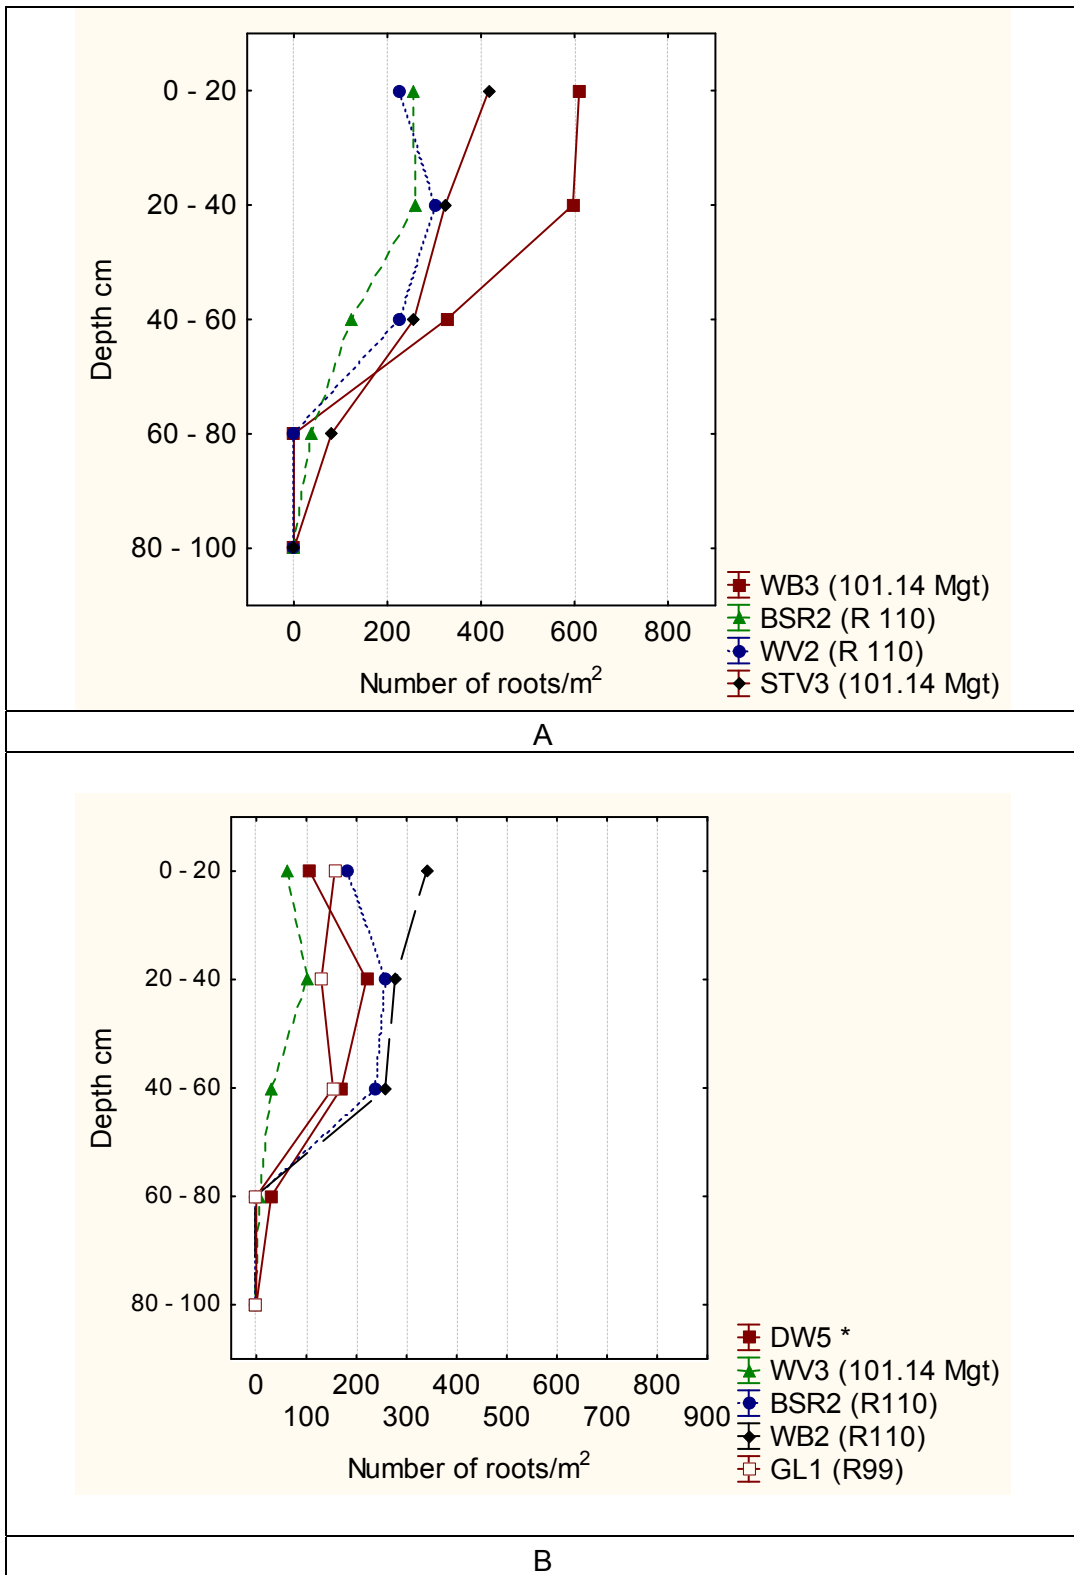 0 - 20
20 - 40
40 - 60
60 - 80
80 - 100
Depth cm
0 200 400 600 800
Number of roots/m²
WB3 (101.14 Mgt)
BSR2 (R 110)
WV2 (R 110)
STV3 (101.14 Mgt)
A
0 - 20
20 - 40
40 - 60
60 - 80
80 - 100
Depth cm
0 200 400 600 800
100 300 500 700 900
Number of roots/m²
DW5 *
WV3 (101.14 Mgt)
BSR2 (R110)
WB2 (R110)
GL1 (R99)
B